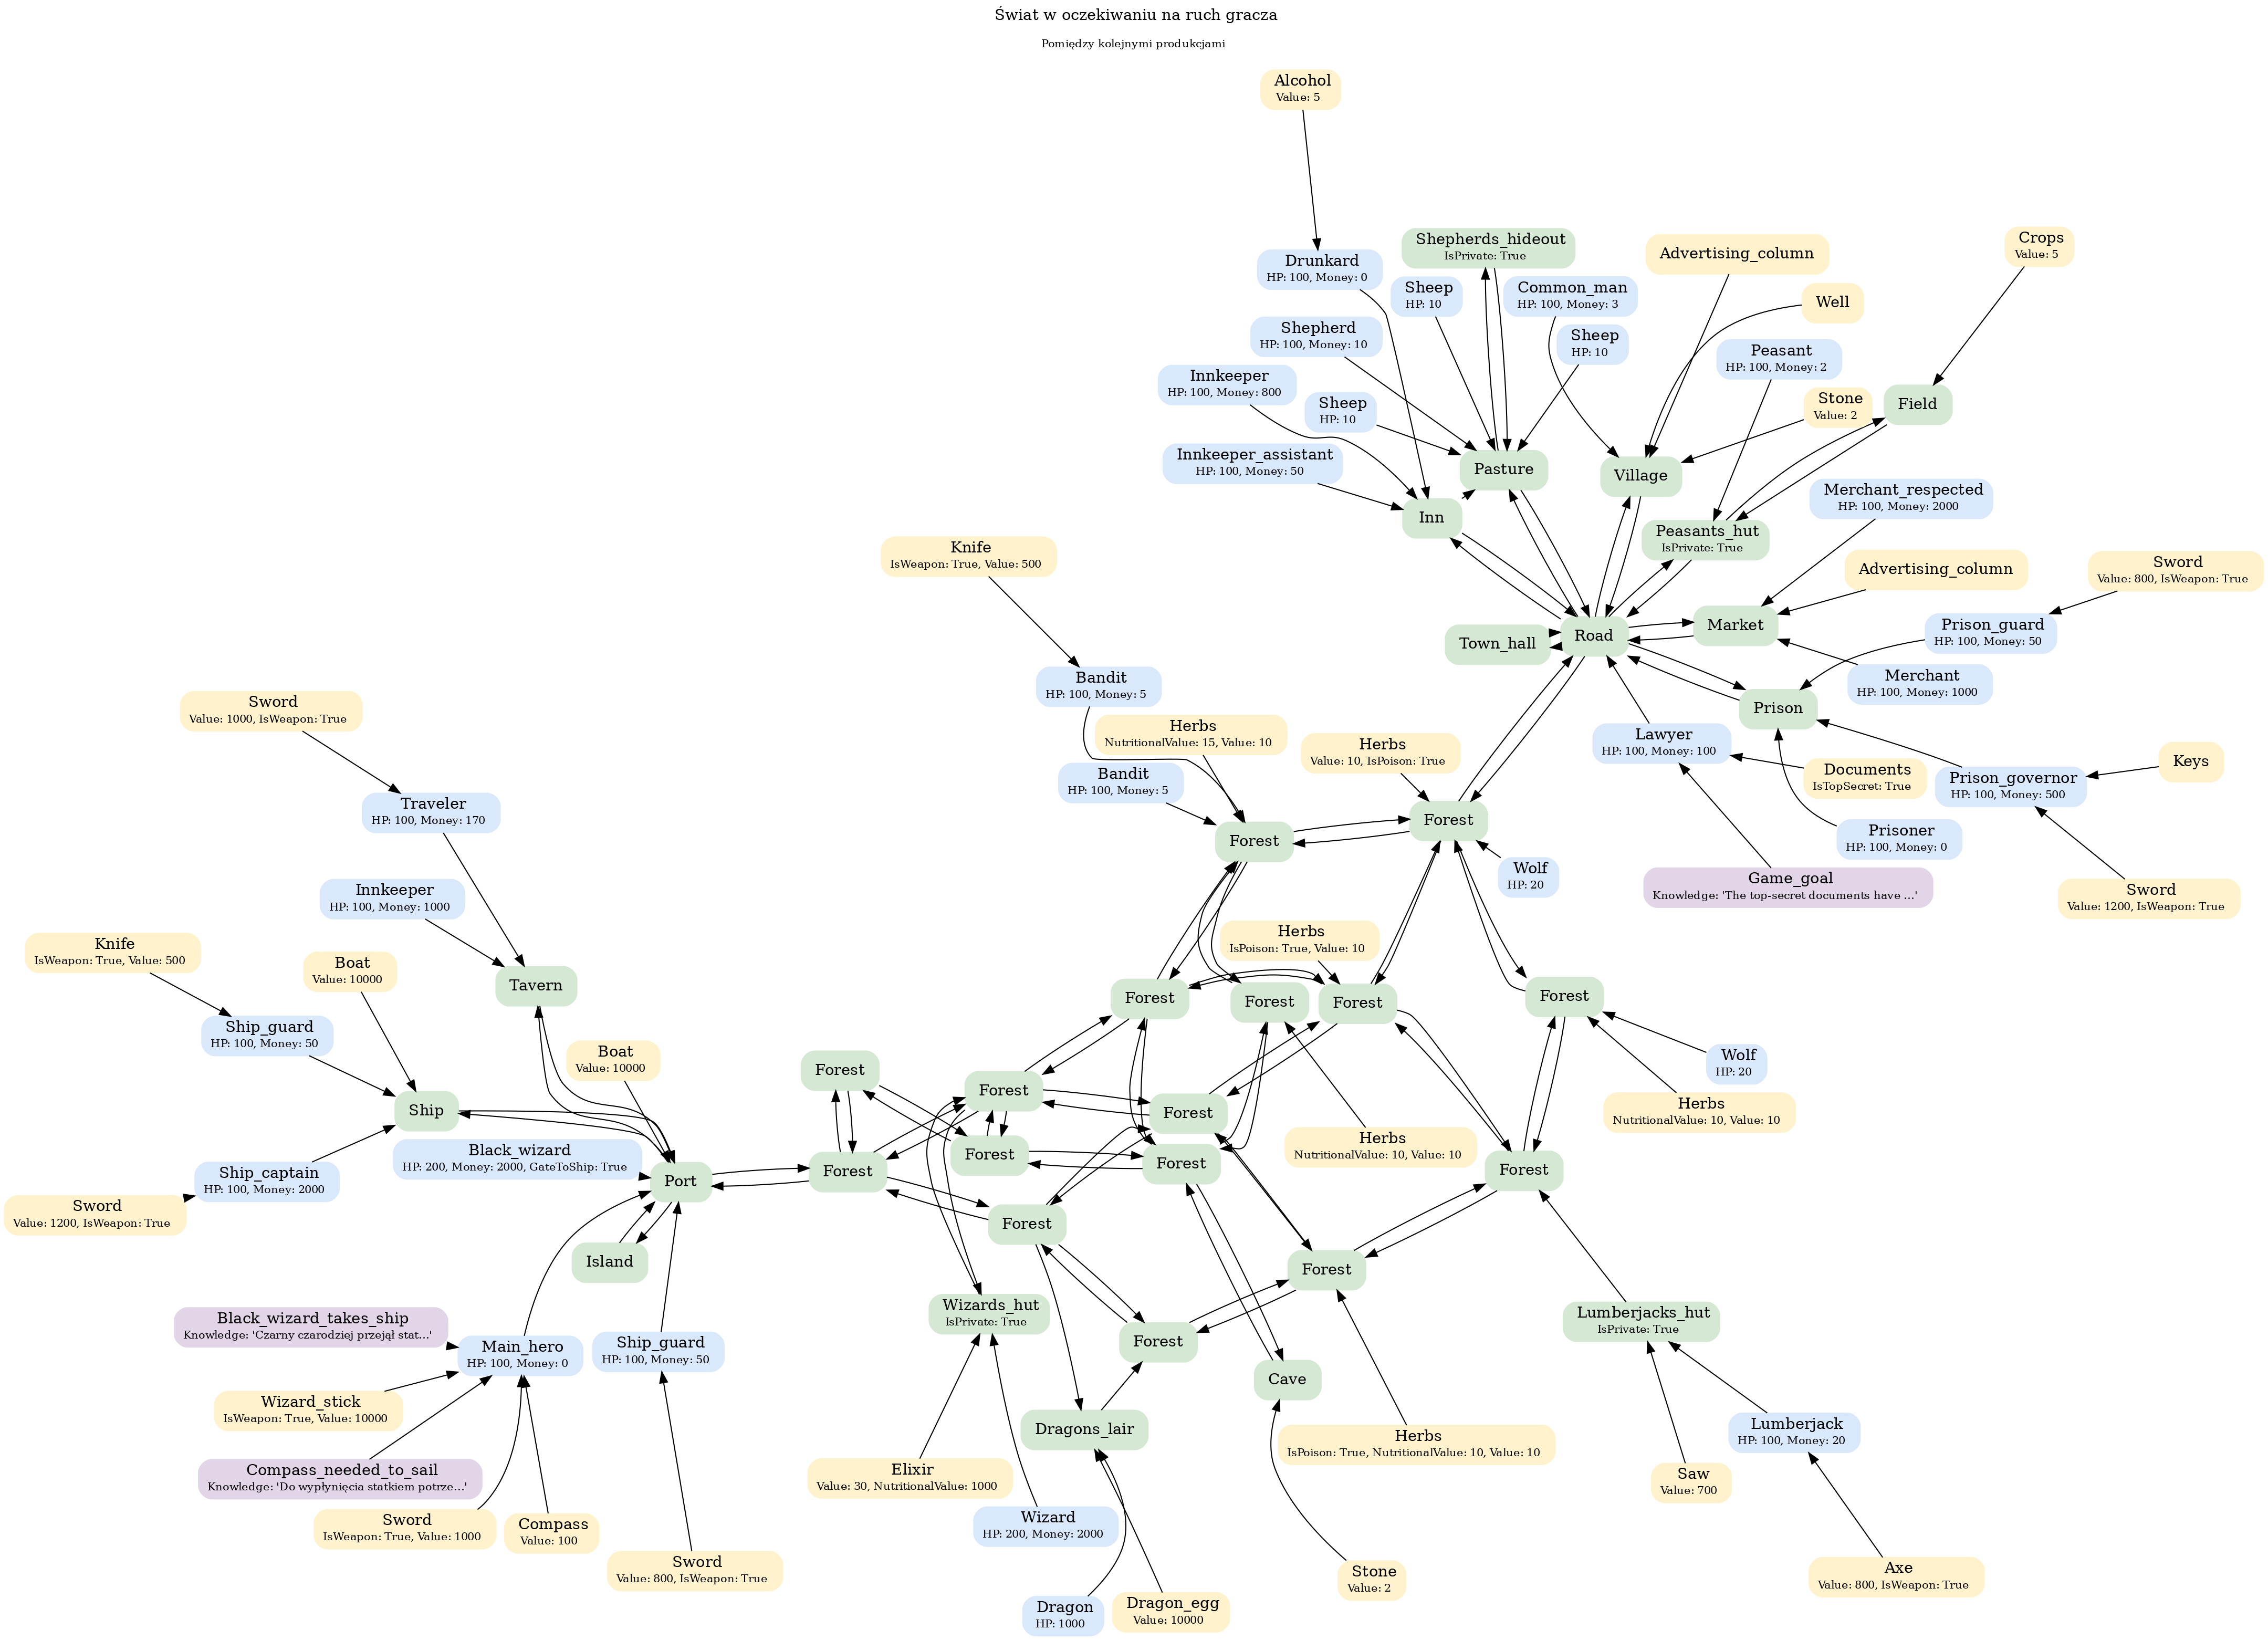 Świat w oczekiwaniu na ruch gracza
Pomiędzy kolejnymi produkcjami
Alcohol
Value: 5
Shepherds_hideout
IsPrivate: True
Advertising_column
Crops
Value: 5
Drunkard
HP: 100, Money: 0
Sheep
HP: 10
Common_man
HP: 100, Money: 3
Well
Shepherd
HP: 100, Money: 10
Sheep
HP: 10
Peasant
HP: 100, Money: 2
Innkeeper
HP: 100, Money: 800
Sheep
HP: 10
Stone
Value: 2
Field
Innkeeper_assistant
HP: 100, Money: 50
Pasture
Village
Inn
Merchant_respected
HP: 100, Money: 2000
Peasants_hut
IsPrivate: True
Knife
IsWeapon: True, Value: 500
Advertising_column
Sword
Value: 800, IsWeapon: True
Town_hall
Road
Market
Prison_guard
HP: 100, Money: 50
Bandit
HP: 100, Money: 5
Merchant
HP: 100, Money: 1000
Sword
Value: 1000, IsWeapon: True
Prison
Herbs
NutritionalValue: 15, Value: 10
Herbs
Value: 10, IsPoison: True
Lawyer
HP: 100, Money: 100
Keys
Bandit
HP: 100, Money: 5
Documents
IsTopSecret: True
Prison_governor
HP: 100, Money: 500
Traveler
HP: 100, Money: 170
Forest
Forest
Prisoner
HP: 100, Money: 0
Wolf
HP: 20
Game_goal
Knowledge: 'The top-secret documents have ...'
Sword
Value: 1200, IsWeapon: True
Innkeeper
HP: 100, Money: 1000
Knife
IsWeapon: True, Value: 500
Herbs
IsPoison: True, Value: 10
Boat
Value: 10000
Tavern
Forest
Forest
Forest
Forest
Ship_guard
HP: 100, Money: 50
Boat
Value: 10000
Forest
Wolf
HP: 20
Forest
Ship
Forest
Herbs
NutritionalValue: 10, Value: 10
Black_wizard
HP: 200, Money: 2000, GateToShip: True
Forest
Forest
Herbs
NutritionalValue: 10, Value: 10
Ship_captain
HP: 100, Money: 2000
Port
Forest
Forest
Sword
Value: 1200, IsWeapon: True
Forest
Island
Forest
Black_wizard_takes_ship
Knowledge: 'Czarny czarodziej przejął stat...'
Wizards_hut
IsPrivate: True
Lumberjacks_hut
IsPrivate: True
Main_hero
HP: 100, Money: 0
Ship_guard
HP: 100, Money: 50
Forest
Cave
Wizard_stick
IsWeapon: True, Value: 10000
Dragons_lair
Herbs
IsPoison: True, NutritionalValue: 10, Value: 10
Lumberjack
HP: 100, Money: 20
Compass_needed_to_sail
Knowledge: 'Do wypłynięcia statkiem potrze...'
Elixir
Value: 30, NutritionalValue: 1000
Saw
Value: 700
Sword
IsWeapon: True, Value: 1000
Compass
Value: 100
Wizard
HP: 200, Money: 2000
Sword
Value: 800, IsWeapon: True
Stone
Value: 2
Axe
Value: 800, IsWeapon: True
Dragon
HP: 1000
Dragon_egg
Value: 10000